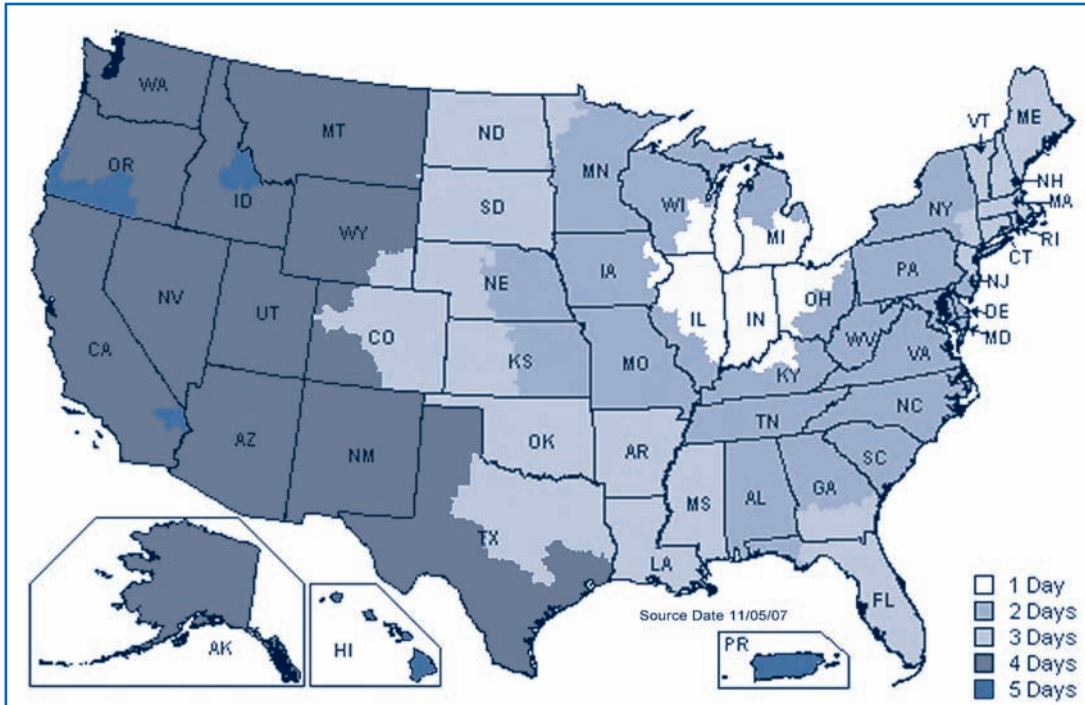 WA
MT
ND
MN
VT
ME
OR
ID
SD
WI
MI
NY
NH
MA
RI
CT
WY
NE
IA
PA
NJ
NV
UT
CO
IL
IN
OH
DE
MD
CA
KS
MO
WV
VA
KY
AZ
NM
OK
AR
TN
NC
SC
TX
MS
AL
GA
LA
FL
AK
HI
Source Date 11/05/07
PR
1 Day
2 Days
3 Days
4 Days
5 Days